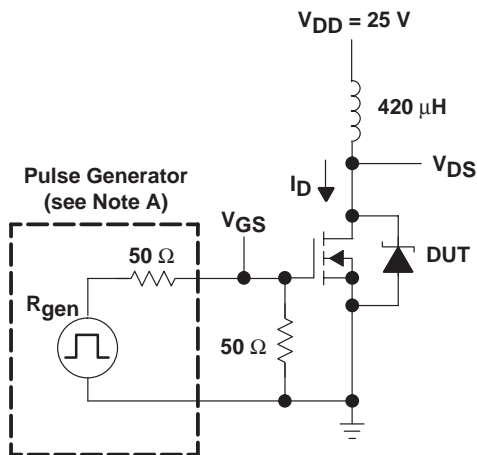 V_DD = 25 V
420 μH
V_DS
I_D
Pulse Generator
(see Note A)
V_GS
50 Ω
DUT
R_gen
50 Ω